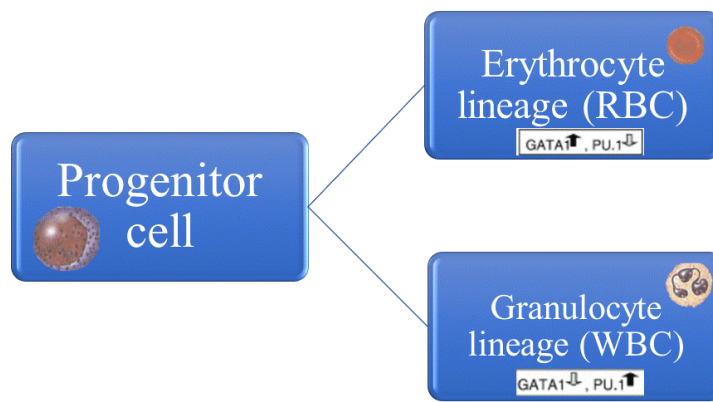 Progenitor
cell
Erythrocyte
lineage (RBC)
GATA1⬆, PU.1⇩
Granulocyte
lineage (WBC)
GATA1⇩, PU.1⬆